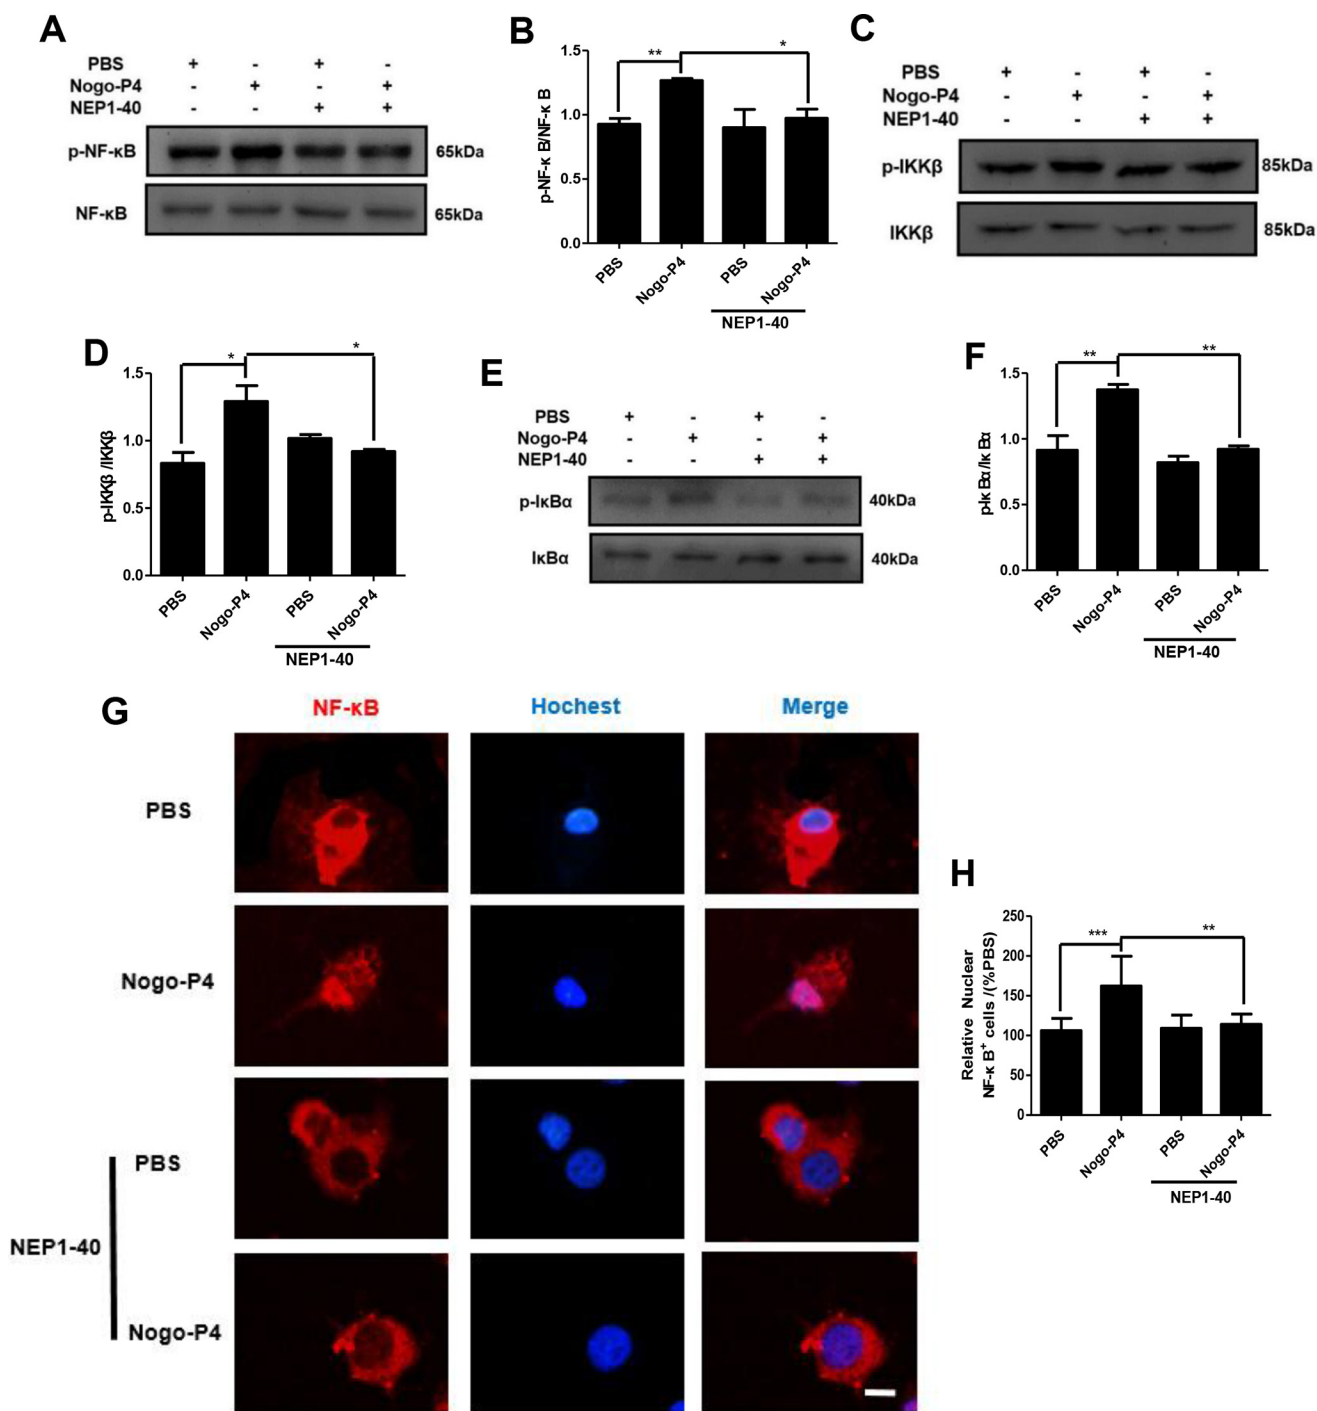 A
PBS + - + -
Nogo-P4 - + - +
NEP1-40 - - + +
p-NF-κB 65kDa
NF-κB 65kDa
B
** *
p-NF-κ B/NF-κ B
1.5
1.0
0.5
0.0
PBS Nogo-P4 PBS Nogo-P4
NEP1-40
C
PBS + - + -
Nogo-P4 - + - +
NEP1-40 - - + +
p-IKKβ 85kDa
IKKβ 85kDa
D
* *
p-IKKβ /IKKβ
1.5
1.0
0.5
0.0
PBS Nogo-P4 PBS Nogo-P4
NEP1-40
E
PBS + - + -
Nogo-P4 - + - +
NEP1-40 - - + +
p-IκBα 40kDa
IκBα 40kDa
F
** **
p-Iκ Bα/Iκ Bα
1.5
1.0
0.5
0.0
PBS Nogo-P4 PBS Nogo-P4
NEP1-40
G
NF-κB Hochest Merge
PBS
Nogo-P4
PBS
NEP1-40
Nogo-P4
H
*** **
Relative Nuclear
NF-κ B+ cells /(%PBS)
250
200
150
100
50
0
PBS Nogo-P4 PBS Nogo-P4
NEP1-40